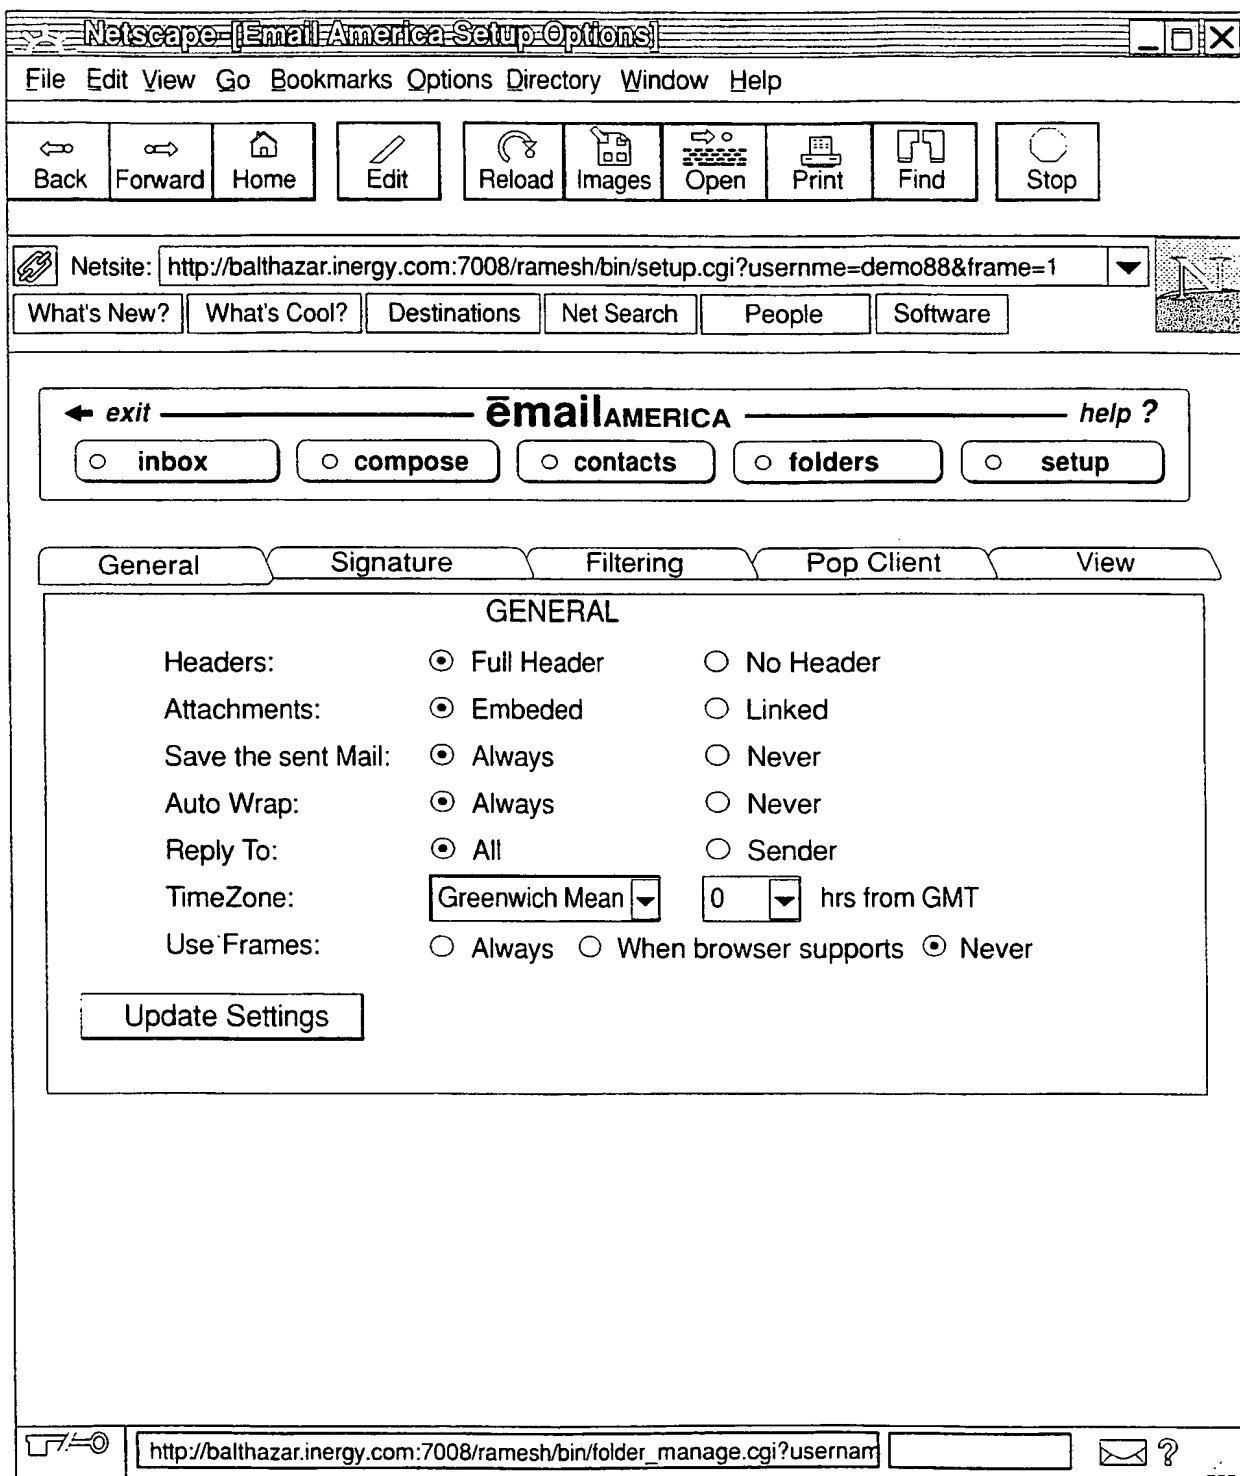 Netscape-[Email America Setup Options]
File Edit View Go Bookmarks Options Directory Window Help
Back Forward Home Edit Reload Images Open Print Find Stop
Netsite: http://balthazar.inergy.com:7008/ramesh/bin/setup.cgi?usernme=demo88&frame=1
What's New? What's Cool? Destinations Net Search People Software
exit ēmailAMERICA help ?
inbox compose contacts folders setup
General Signature Filtering Pop Client View
GENERAL
Headers: Full Header No Header
Attachments: Embeded Linked
Save the sent Mail: Always Never
Auto Wrap: Always Never
Reply To: All Sender
TimeZone: Greenwich Mean 0 hrs from GMT
Use Frames: Always When browser supports Never
Update Settings
http://balthazar.inergy.com:7008/ramesh/bin/folder_manage.cgi?usernam